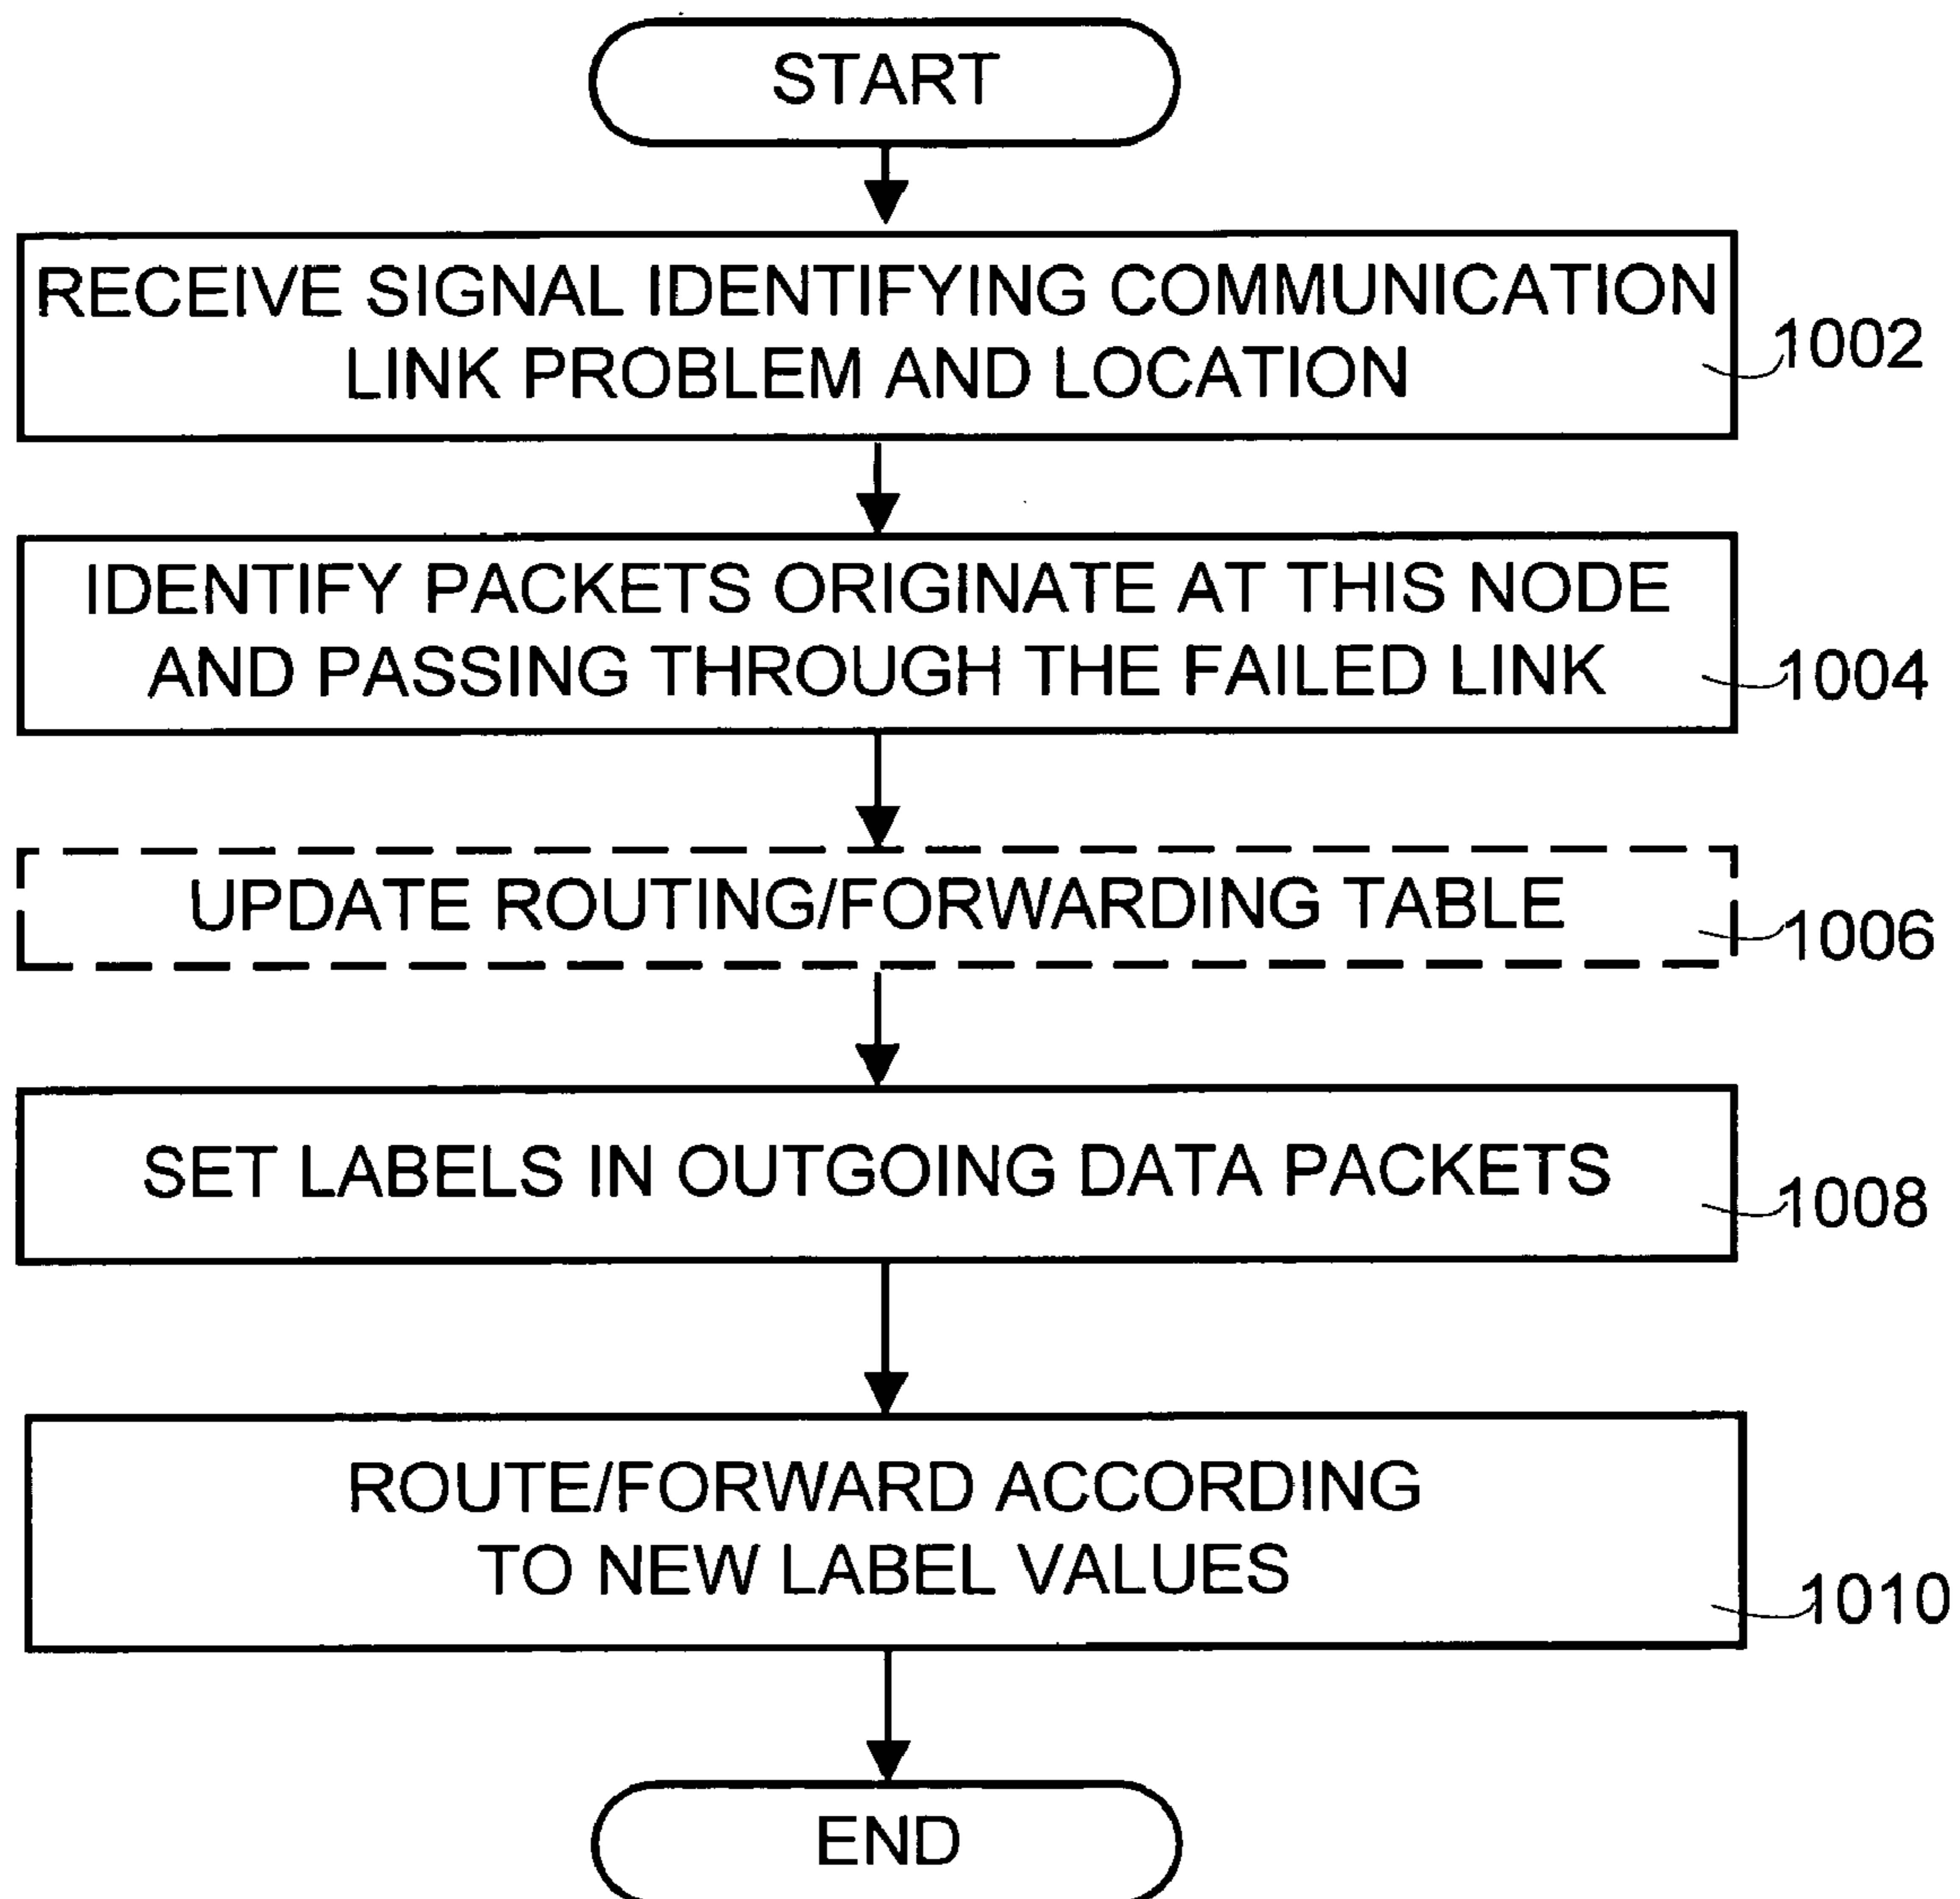 START
RECEIVE SIGNAL IDENTIFYING COMMUNICATION
LINK PROBLEM AND LOCATION
1002
IDENTIFY PACKETS ORIGINATE AT THIS NODE
AND PASSING THROUGH THE FAILED LINK
1004
UPDATE ROUTING/FORWARDING TABLE
1006
SET LABELS IN OUTGOING DATA PACKETS
1008
ROUTE/FORWARD ACCORDING
TO NEW LABEL VALUES
1010
END